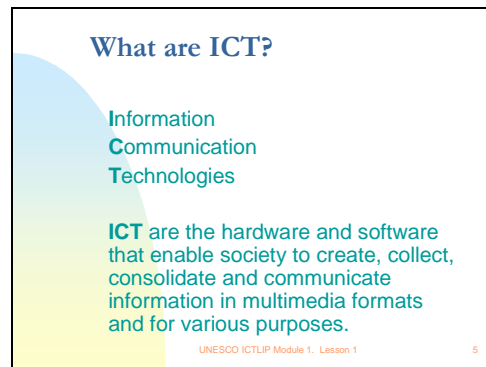 What are ICT?
Information
Communication
Technologies
ICT are the hardware and software
that enable society to create, collect,
consolidate and communicate
information in multimedia formats
and for various purposes.
UNESCO ICTLIP Module 1. Lesson 1 5